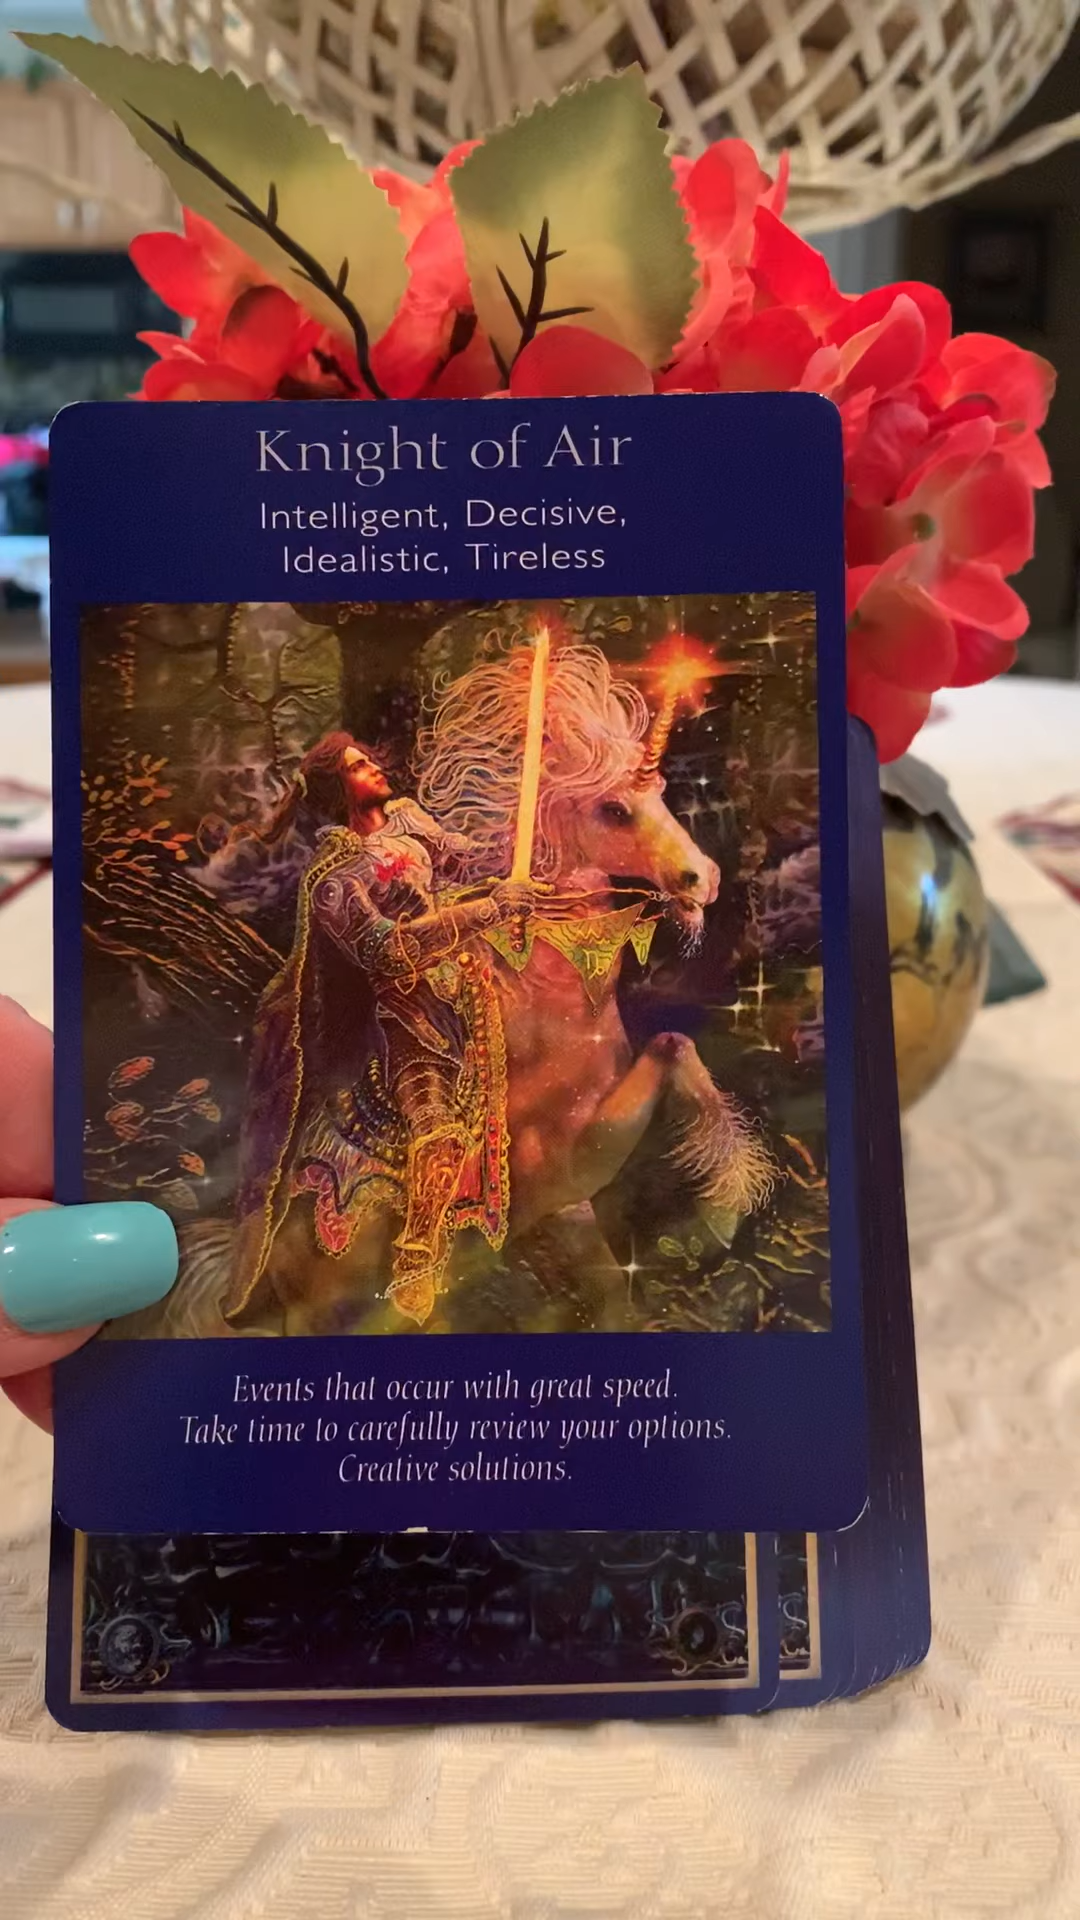 Knight of Air
Intelligent, Decisive,
Idealistic, Tireless
Events that occur with great speed.
Take time to carefully review your options.
Creative solutions.